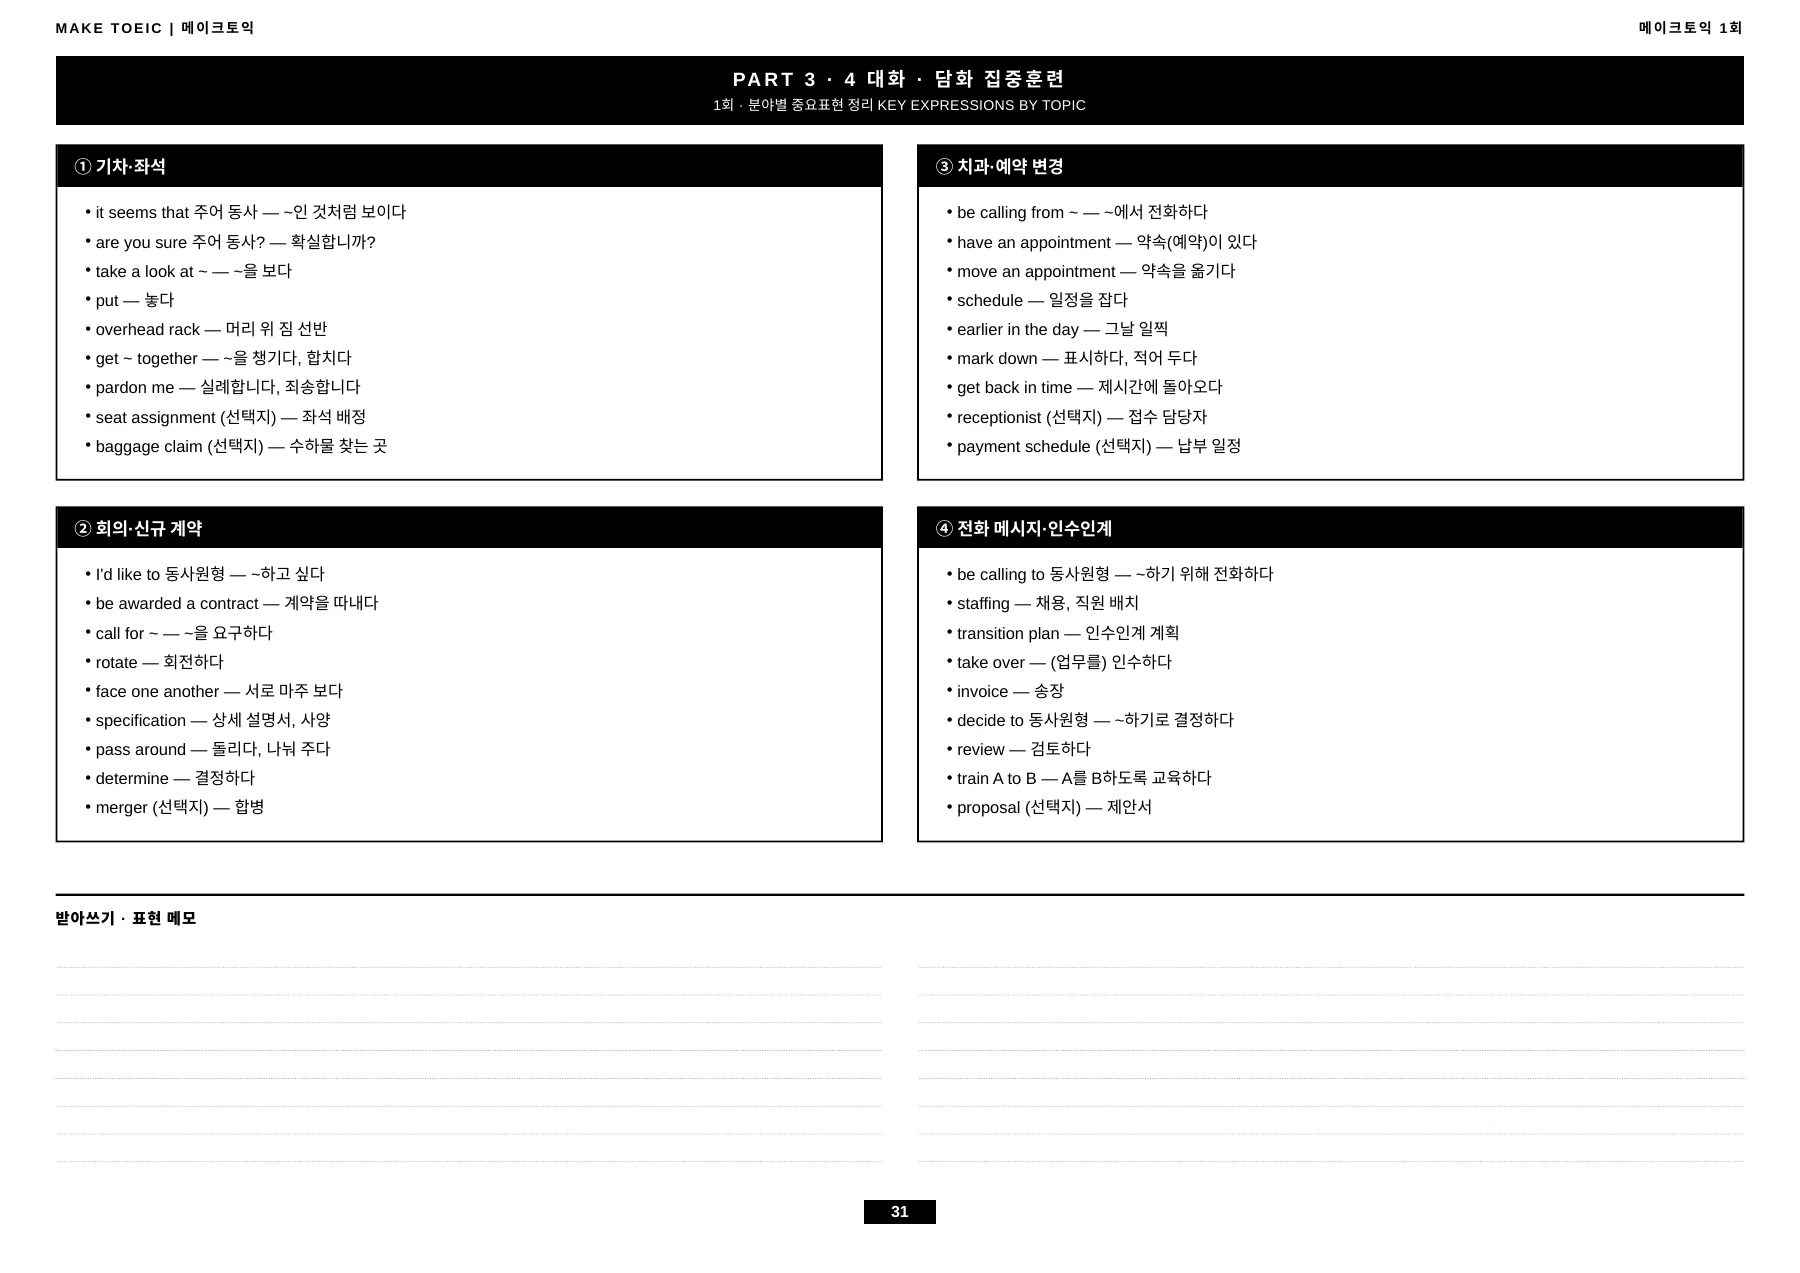 MAKE TOEIC | 메이크토익
메이크토익 1회
PART 3 · 4 대화 · 담화 집중훈련
1회 · 분야별 중요표현 정리 KEY EXPRESSIONS BY TOPIC
① 기차·좌석
• it seems that 주어 동사 — ~인 것처럼 보이다
• are you sure 주어 동사? — 확실합니까?
• take a look at ~ — ~을 보다
• put — 놓다
• overhead rack — 머리 위 짐 선반
• get ~ together — ~을 챙기다, 합치다
• pardon me — 실례합니다, 죄송합니다
• seat assignment (선택지) — 좌석 배정
• baggage claim (선택지) — 수하물 찾는 곳
② 회의·신규 계약
• I'd like to 동사원형 — ~하고 싶다
• be awarded a contract — 계약을 따내다
• call for ~ — ~을 요구하다
• rotate — 회전하다
• face one another — 서로 마주 보다
• specification — 상세 설명서, 사양
• pass around — 돌리다, 나눠 주다
• determine — 결정하다
• merger (선택지) — 합병
③ 치과·예약 변경
• be calling from ~ — ~에서 전화하다
• have an appointment — 약속(예약)이 있다
• move an appointment — 약속을 옮기다
• schedule — 일정을 잡다
• earlier in the day — 그날 일찍
• mark down — 표시하다, 적어 두다
• get back in time — 제시간에 돌아오다
• receptionist (선택지) — 접수 담당자
• payment schedule (선택지) — 납부 일정
④ 전화 메시지·인수인계
• be calling to 동사원형 — ~하기 위해 전화하다
• staffing — 채용, 직원 배치
• transition plan — 인수인계 계획
• take over — (업무를) 인수하다
• invoice — 송장
• decide to 동사원형 — ~하기로 결정하다
• review — 검토하다
• train A to B — A를 B하도록 교육하다
• proposal (선택지) — 제안서
받아쓰기 · 표현 메모
31